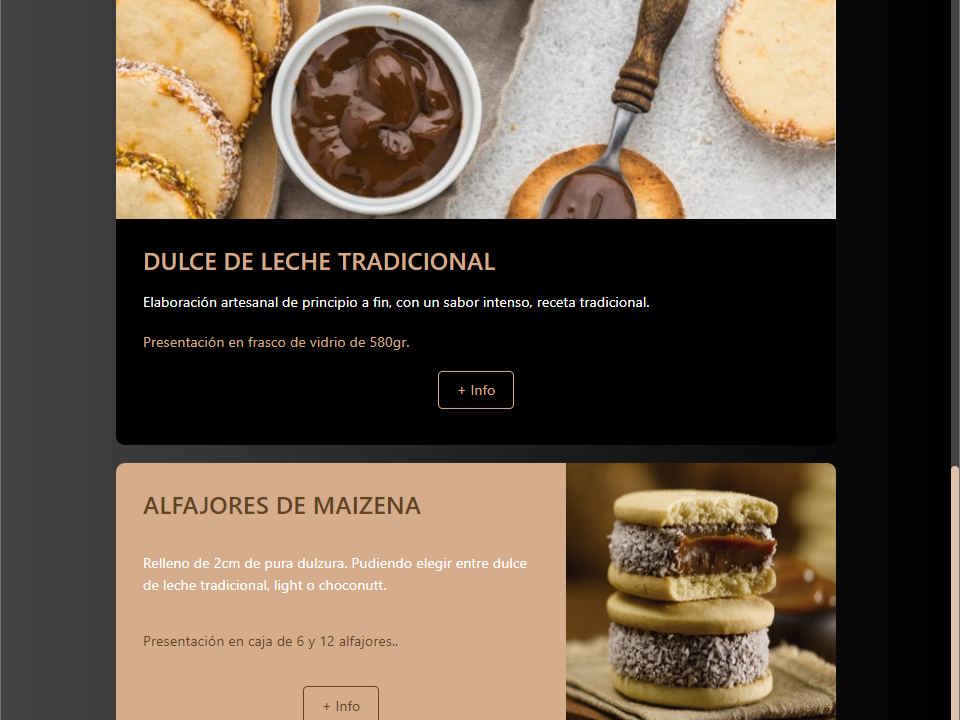 DULCE DE LECHE TRADICIONAL
Elaboración artesanal de principio a fin, con un sabor intenso, receta tradicional.
Presentación en frasco de vidrio de 580gr.
+ Info
ALFAJORES DE MAIZENA
Relleno de 2cm de pura dulzura. Pudiendo elegir entre dulce
de leche tradicional, light o choconutt.
Presentación en caja de 6 y 12 alfajores..
+ Info